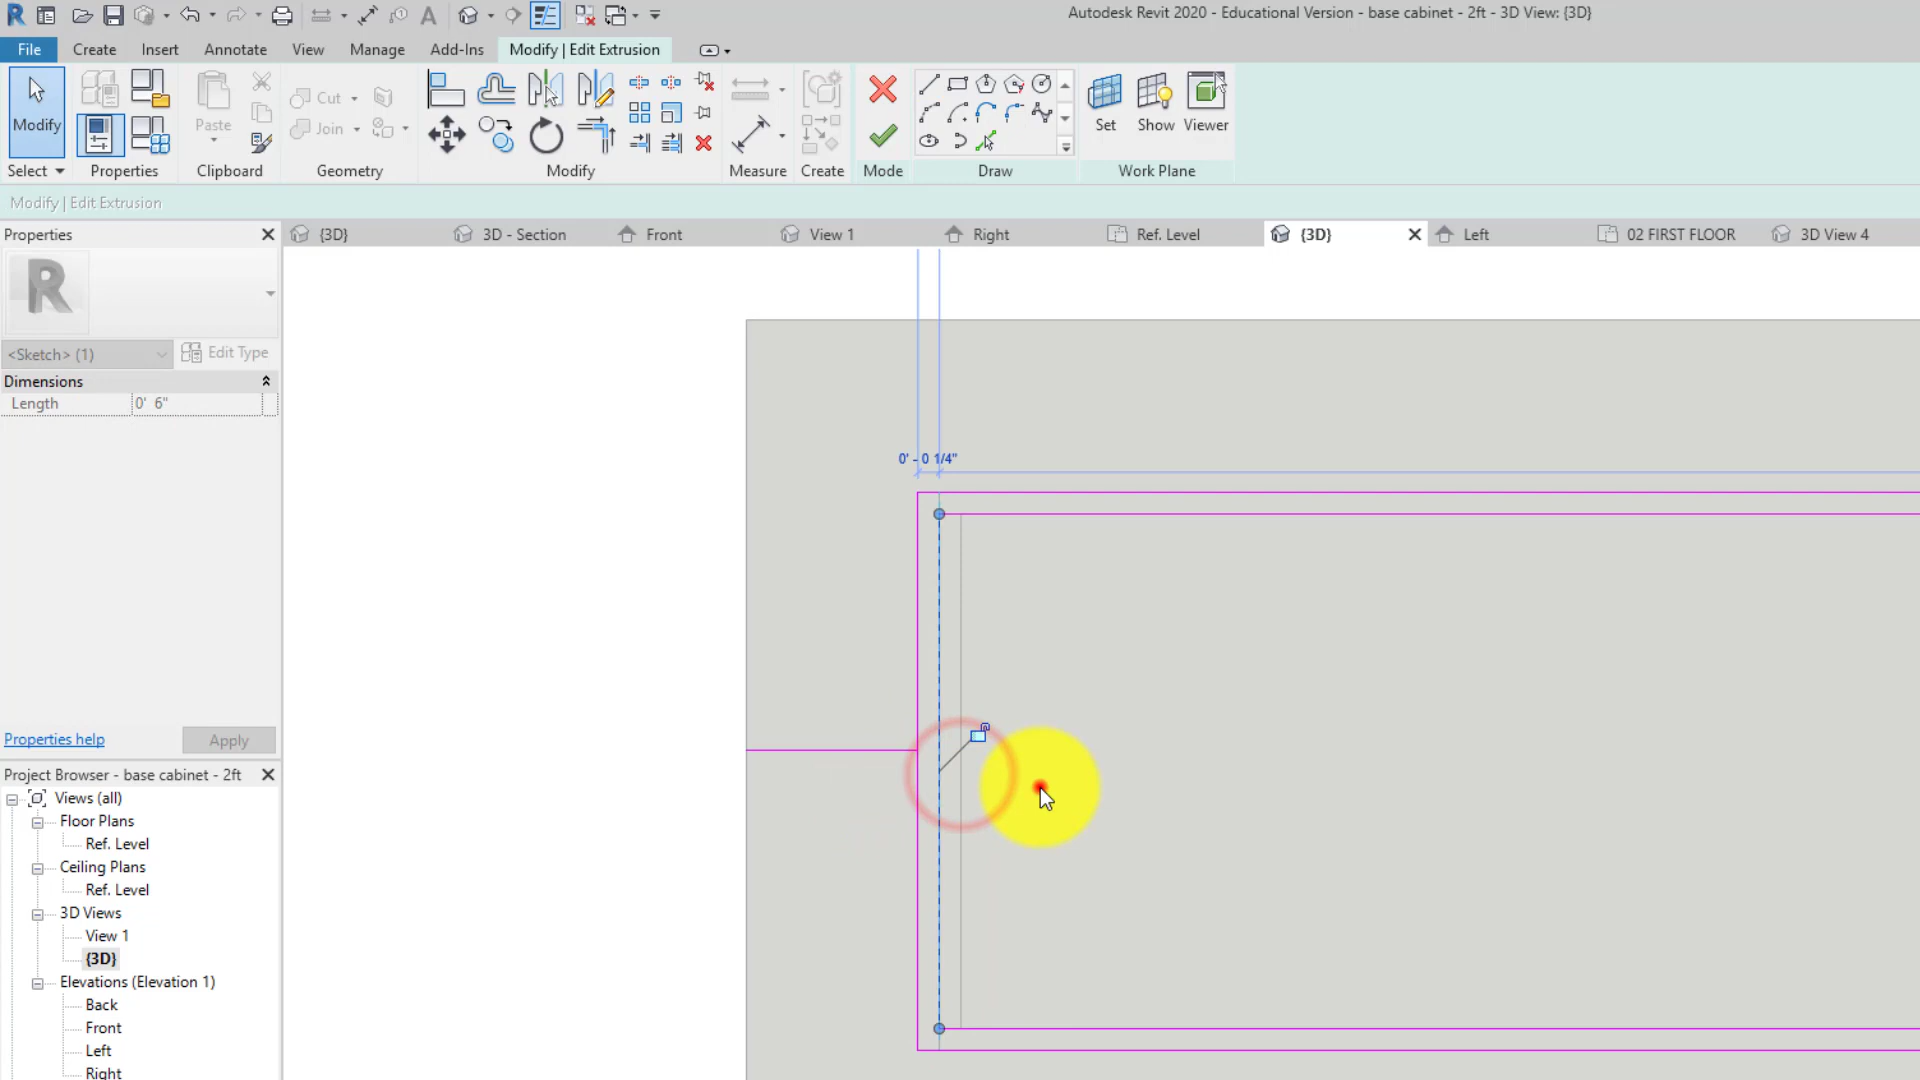 Autodesk Revit 2020 - Educational Version - base cabinet - 2ft - 3D View: {3D}
File Create Insert Annotate View Manage Add-Ins Modify | Edit Extrusion
Modify Paste Cut Join Set Show Viewer
Select Properties Clipboard Geometry Modify Measure Create Mode Draw Work Plane
Modify | Edit Extrusion
Properties {3D} 3D - Section Front View 1 Right Ref. Level {3D} Left 02 FIRST FLOOR 3D View 4
R
<Sketch> (1) Edit Type
Dimensions
Length 0' 6"
0' - 0 1/4"
Properties help Apply
Project Browser - base cabinet - 2ft
Views (all)
Floor Plans
Ref. Level
Ceiling Plans
Ref. Level
3D Views
View 1
{3D}
Elevations (Elevation 1)
Back
Front
Left
Right